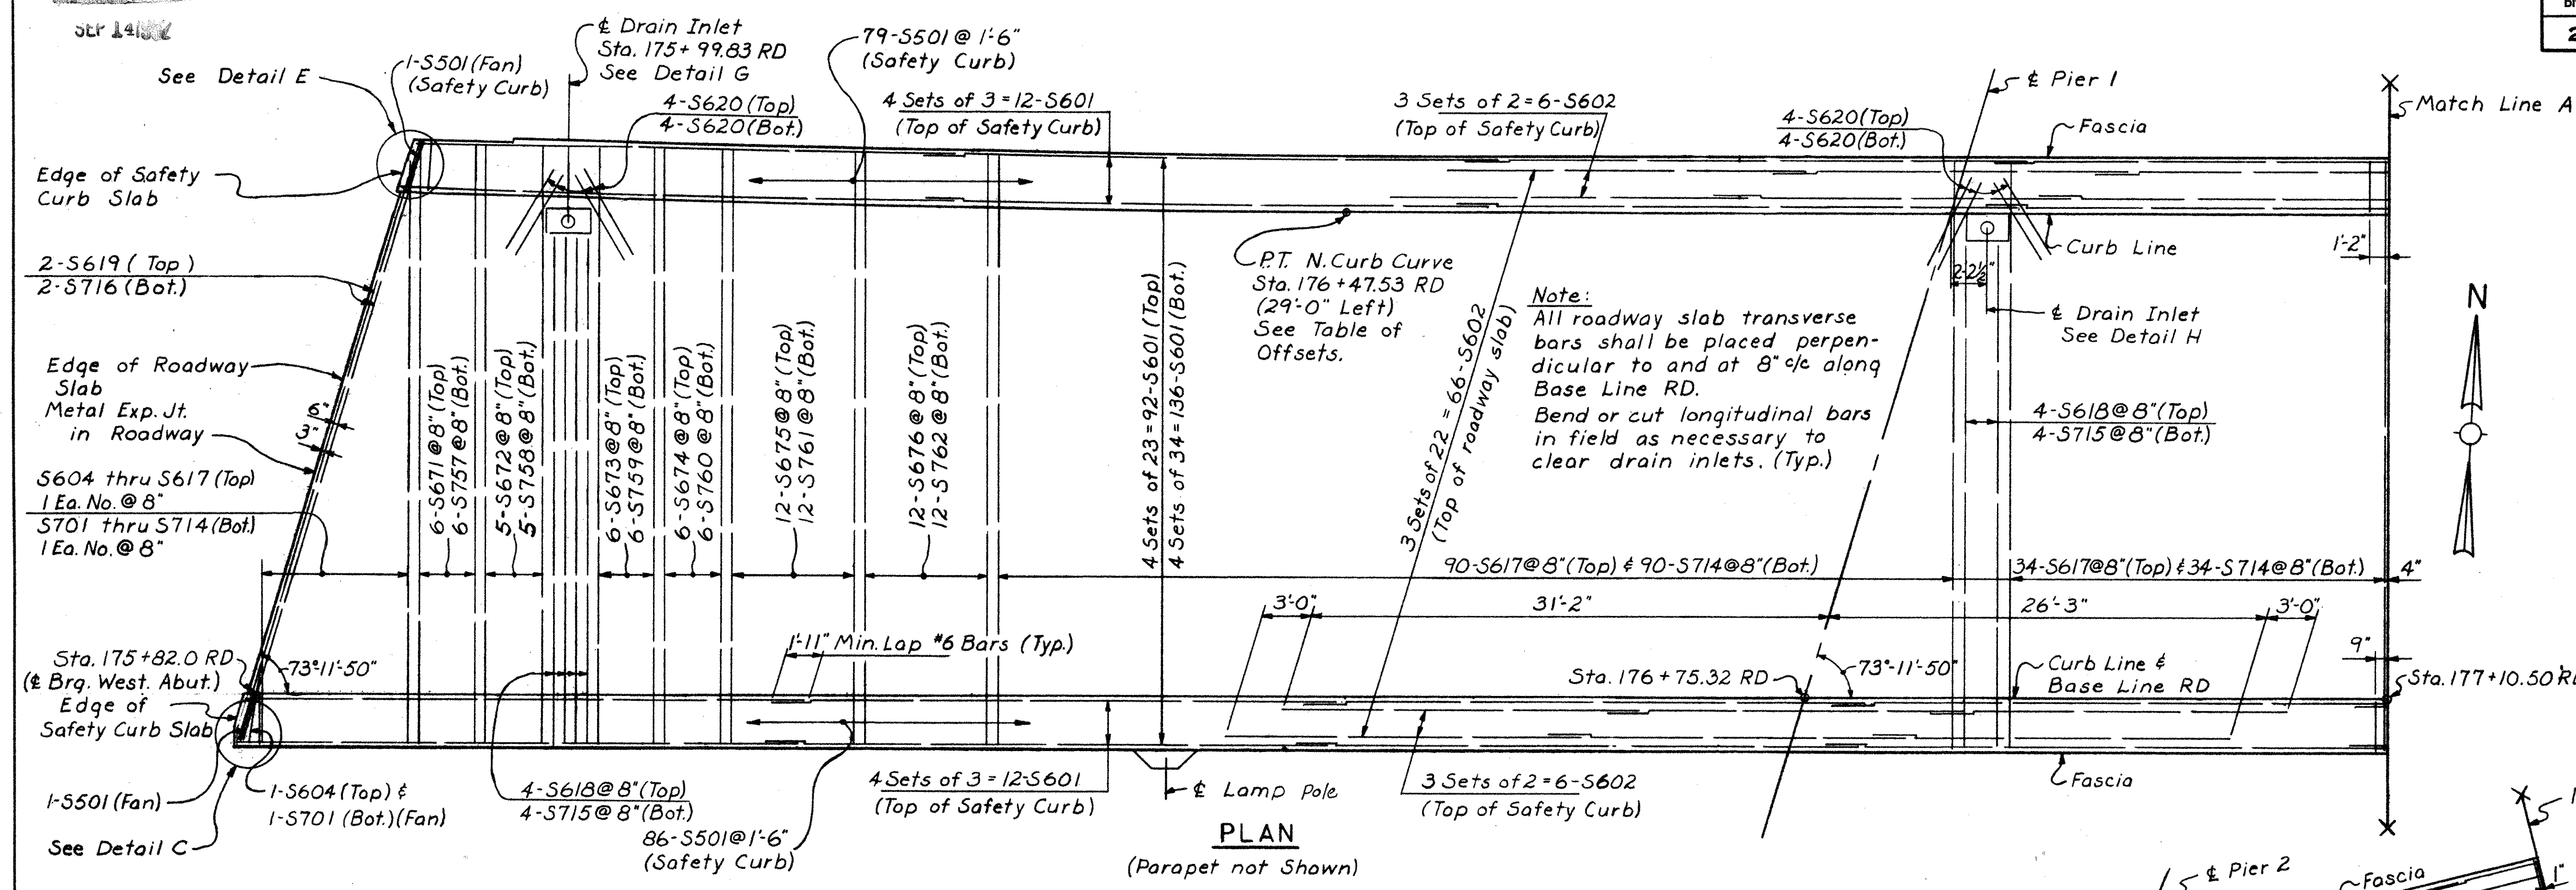 SEP 14 1962
2
See Detail E
1-S501 (Fan)
(Safety Curb)
℄ Drain Inlet
Sta. 175+99.83 RD
See Detail G
4-S620 (Top)
4-S620 (Bot.)
79-S501 @ 1'-6"
(Safety Curb)
4 Sets of 3 = 12-S601
(Top of Safety Curb)
3 Sets of 2 = 6-S602
(Top of Safety Curb)
4-S620 (Top)
4-S620 (Bot.)
℄ Pier 1
Fascia
Match Line A
Edge of Safety
Curb Slab
2-S619 ( Top )
2-S716 (Bot.)
Edge of Roadway
Slab
Metal Exp. Jt.
in Roadway
6"
3"
S604 thru S617 (Top)
1 Ea. No. @ 8"
S701 thru S714 (Bot.)
1 Ea. No. @ 8"
6-S671 @ 8" (Top)
6-S757 @ 8" (Bot.)
5-S672 @ 8" (Top)
5-S758 @ 8" (Bot.)
6-S673 @ 8" (Top)
6-S759 @ 8" (Bot.)
6-S674 @ 8" (Top)
6-S760 @ 8" (Bot.)
12-S675 @ 8" (Top)
12-S761 @ 8" (Bot.)
12-S676 @ 8" (Top)
12-S762 @ 8" (Bot.)
4 Sets of 23 = 92-S601 (Top)
4 Sets of 34 = 136-S601 (Bot.)
P.T. N. Curb Curve
Sta. 176+47.53 RD
(29'-0" Left)
See Table of
Offsets.
3 Sets of 22 = 66-S602
(Top of roadway slab)
Note:
All roadway slab transverse
bars shall be placed perpen-
dicular to and at 8" c/c along
Base Line RD.
Bend or cut longitudinal bars
in field as necessary to
clear drain inlets. (Typ.)
2'-2½"
Curb Line
1'-2"
℄ Drain Inlet
See Detail H
4-S618 @ 8" (Top)
4-S715 @ 8" (Bot.)
N
90-S617 @ 8" (Top) & 90-S714 @ 8" (Bot.)
34-S617 @ 8" (Top) & 34-S714 @ 8" (Bot.)
4"
3'-0"
31'-2"
26'-3"
3'-0"
9"
Sta. 175+82.0 RD
(℄ Brg. West. Abut.)
73°-11'-50"
1'-11" Min. Lap #6 Bars (Typ.)
Sta. 176+75.32 RD
73°-11'-50"
Curb Line &
Base Line RD
Sta. 177+10.50 RD
Edge of
Safety Curb Slab
1-S501 (Fan)
See Detail C
1-S604 (Top) &
1-S701 (Bot.) (Fan)
4-S618 @ 8" (Top)
4-S715 @ 8" (Bot.)
86-S501 @ 1'-6"
(Safety Curb)
4 Sets of 3 = 12-S601
(Top of Safety Curb)
℄ Lamp Pole
3 Sets of 2 = 6-S602
(Top of Safety Curb)
Fascia
PLAN
(Parapet not Shown)
℄ Pier 2
Fascia
1"